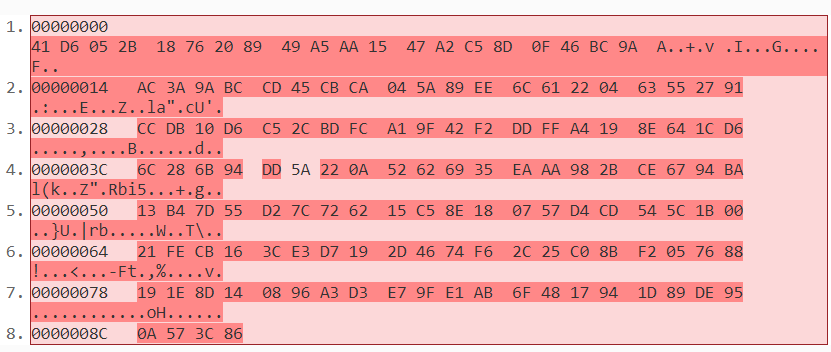 1. 00000000
41 D6 05 2B 18 76 20 89 49 A5 AA 15 47 A2 C5 8D 0F 46 BC 9A A..+.v .I...G....
F..
2. 00000014 AC 3A 9A BC CD 45 CB CA 04 5A 89 EE 6C 61 22 04 63 55 27 91
.:...E...Z..la".cU'.
3. 00000028 CC DB 10 D6 C5 2C BD FC A1 9F 42 F2 DD FF A4 19 8E 64 1C D6
.....,....B......d..
4. 0000003C 6C 28 6B 94 DD 5A 22 0A 52 62 69 35 EA AA 98 2B CE 67 94 BA
l(k..Z".Rbi5...+.g..
5. 00000050 13 B4 7D 55 D2 7C 72 62 15 C5 8E 18 07 57 D4 CD 54 5C 1B 00
..}U.|rb.....W..T\..
6. 00000064 21 FE CB 16 3C E3 D7 19 2D 46 74 F6 2C 25 C0 8B F2 05 76 88
!...<...-Ft.,%....v.
7. 00000078 19 1E 8D 14 08 96 A3 D3 E7 9F E1 AB 6F 48 17 94 1D 89 DE 95
............oH......
8. 0000008C 0A 57 3C 86